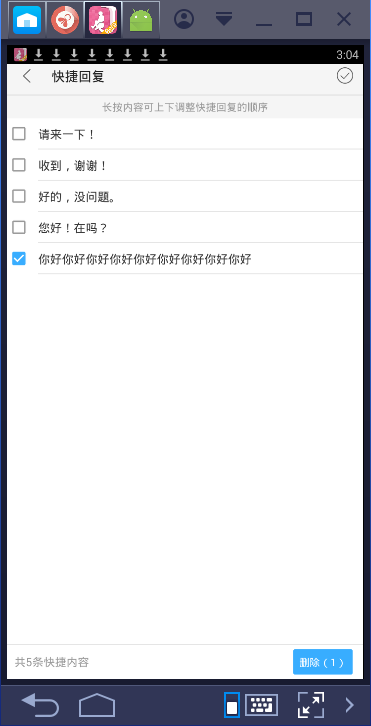 3:04
快捷回复
长按内容可上下调整快捷回复的顺序
请来一下！
收到，谢谢！
好的，没问题。
您好！在吗？
你好你好你好你好你好你好你好你好你好
共5条快捷内容
删除（1）